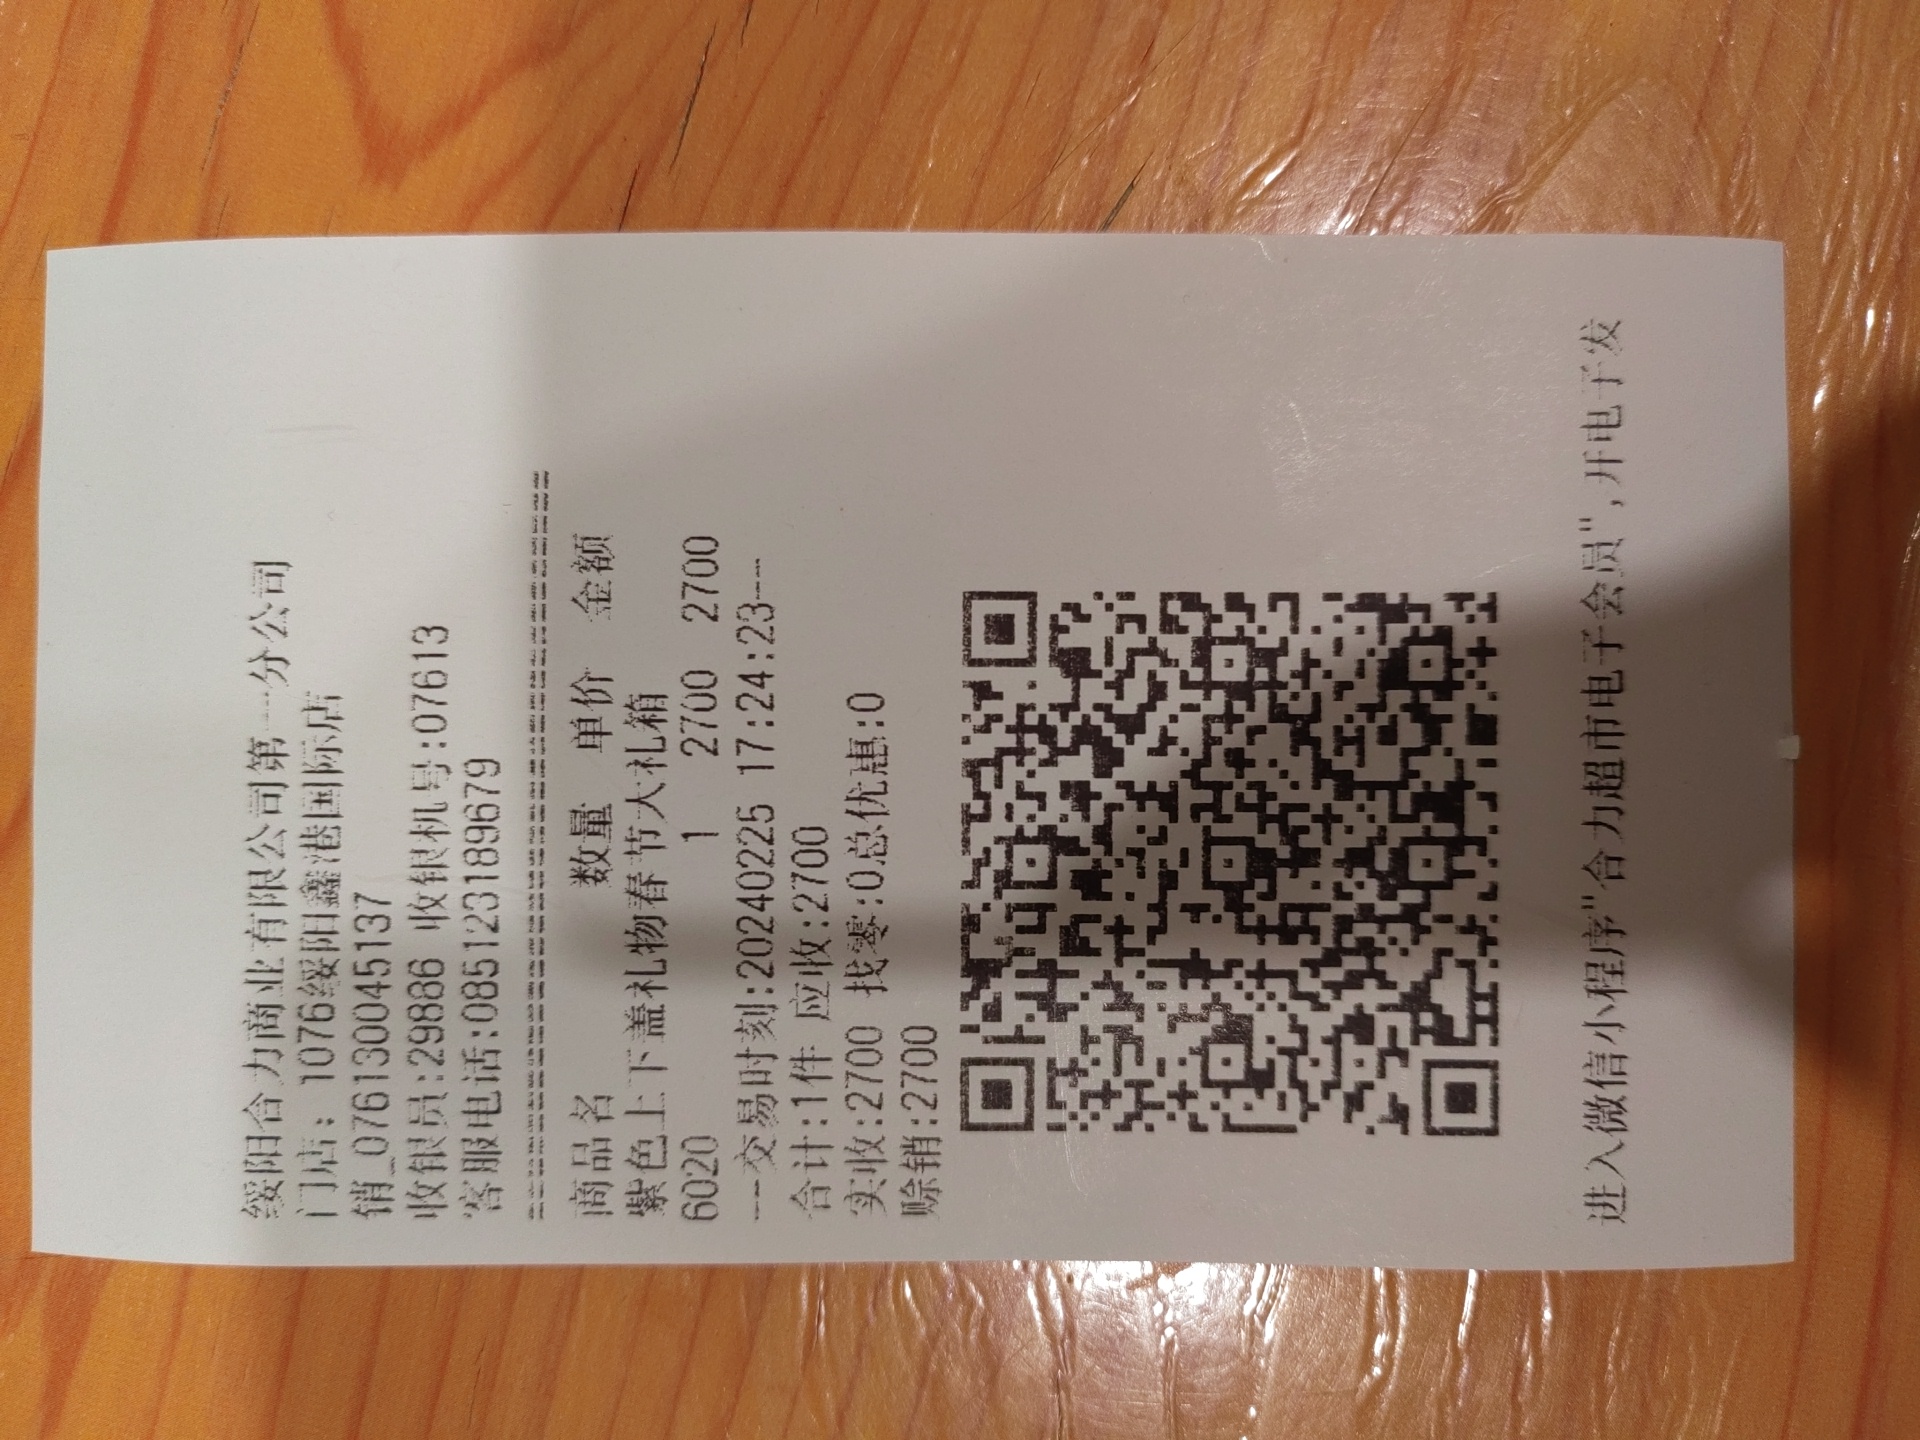 绥阳合力商业有限公司第一分公司
门店: 1076绥阳鑫港国际店
销_076130045137
收银员:29886 收银机号:07613
客服电话:085123189679
商品名 数量 单价 金额
紫色上下盖礼物春节大礼箱
6020 1 2700 2700
---交易时刻:20240225 17:24:23---
合计:1件 应收:2700
实收:2700 找零:0总优惠:0
赊销:2700
进入微信小程序"合力超市电子会员",开电子发